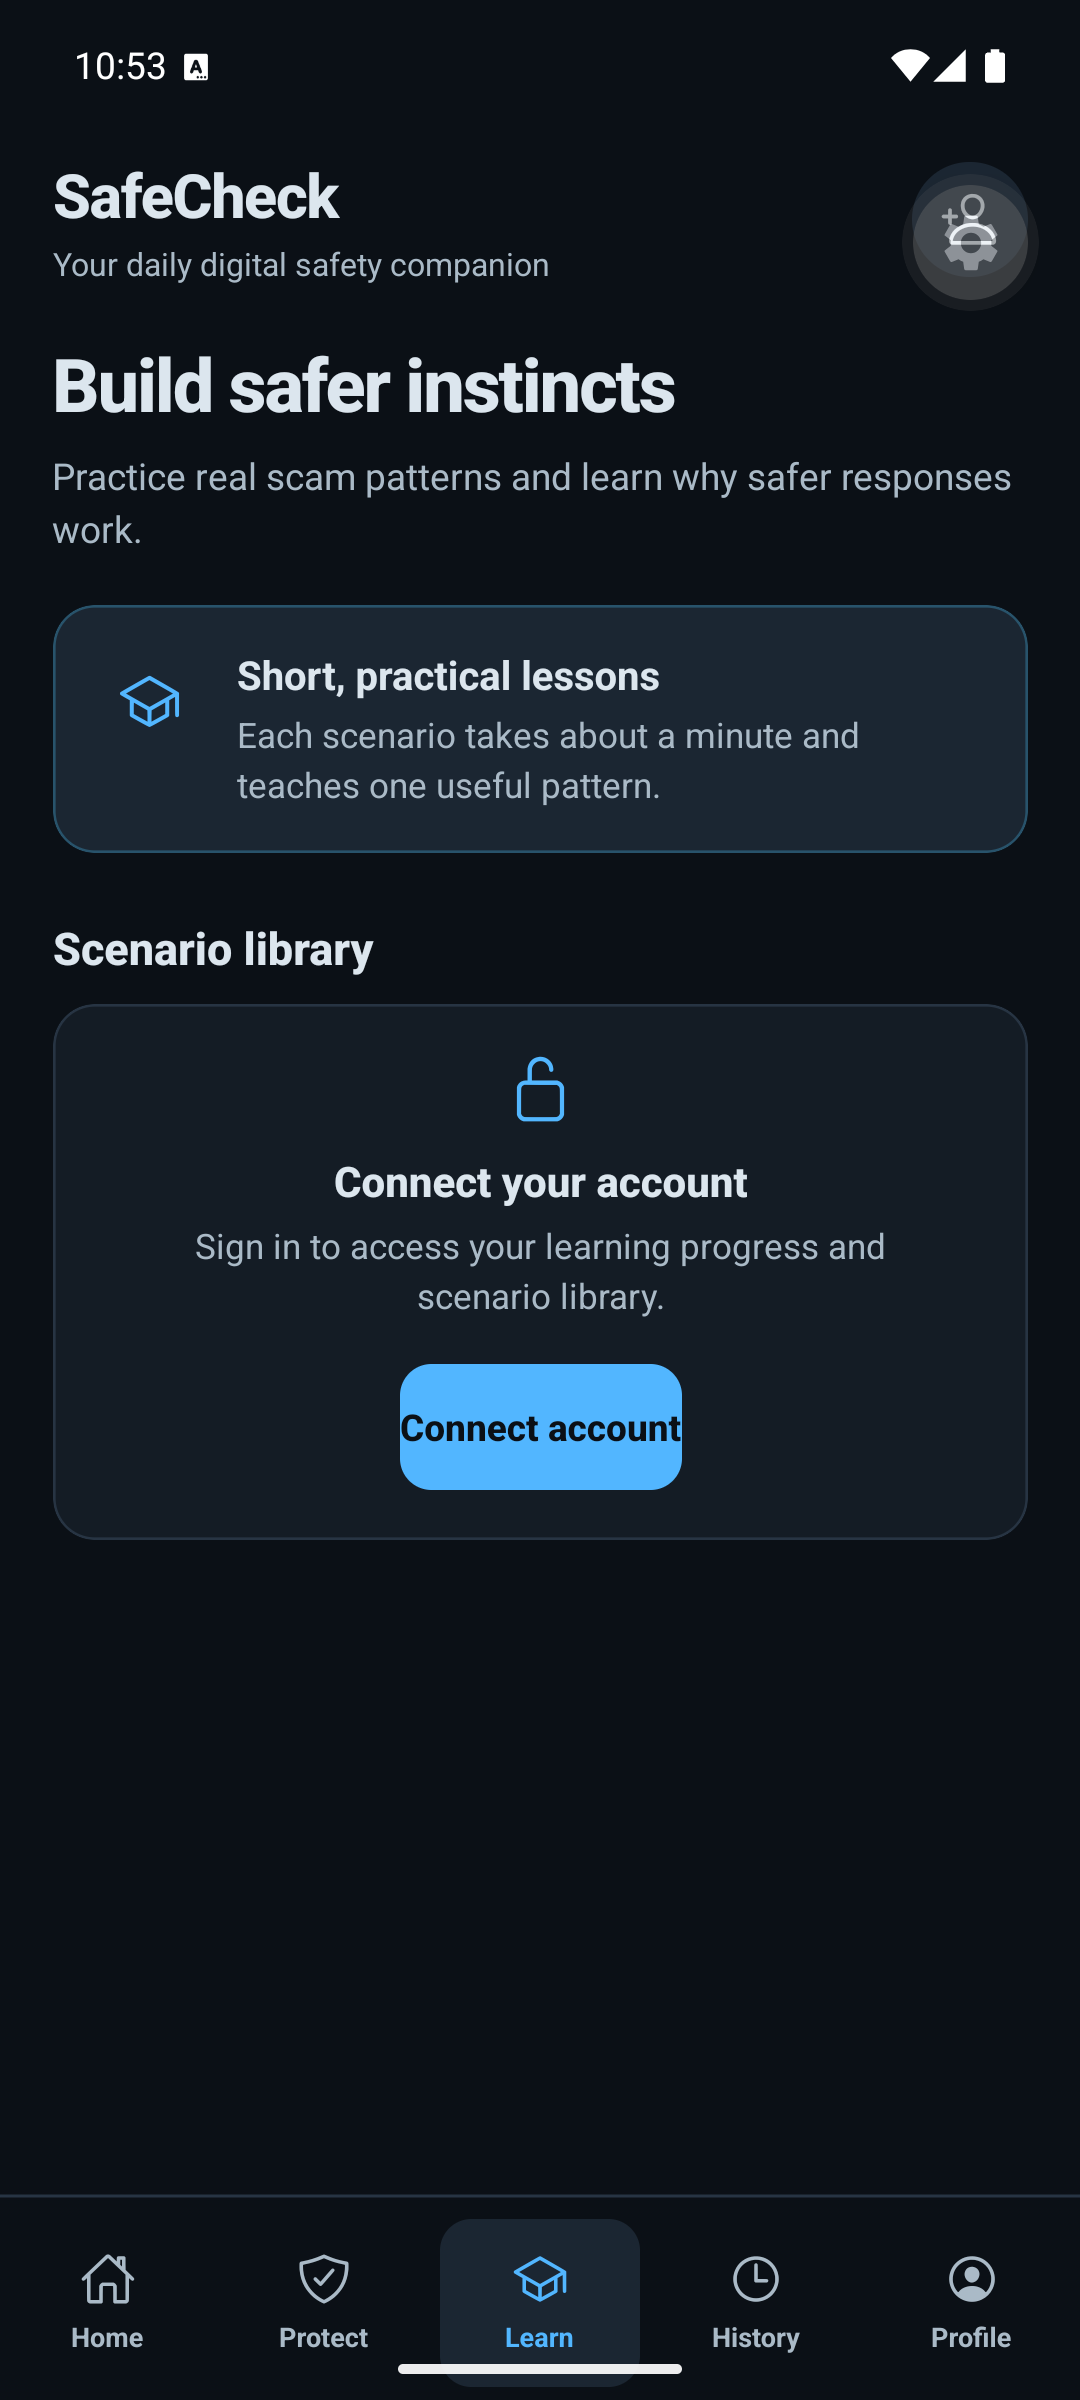 10:53
SafeCheck
Your daily digital safety companion
Build safer instincts
Practice real scam patterns and learn why safer responses
work.
Short, practical lessons
Each scenario takes about a minute and
teaches one useful pattern.
Scenario library
Connect your account
Sign in to access your learning progress and
scenario library.
Connect account
Home
Protect
Learn
History
Profile